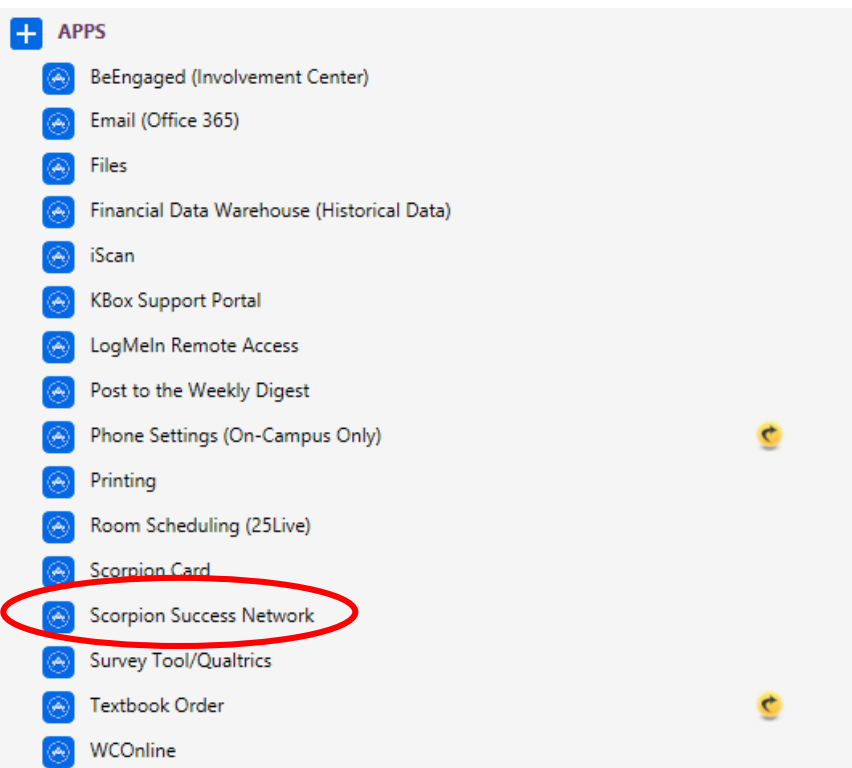 APPS
BeEngaged (Involvement Center)
Email (Office 365)
Files
Financial Data Warehouse (Historical Data)
iScan
KBox Support Portal
LogMeIn Remote Access
Post to the Weekly Digest
Phone Settings (On-Campus Only)
Printing
Room Scheduling (25Live)
Scorpion Card
Scorpion Success Network
Survey Tool/Qualtrics
Textbook Order
WCOnline